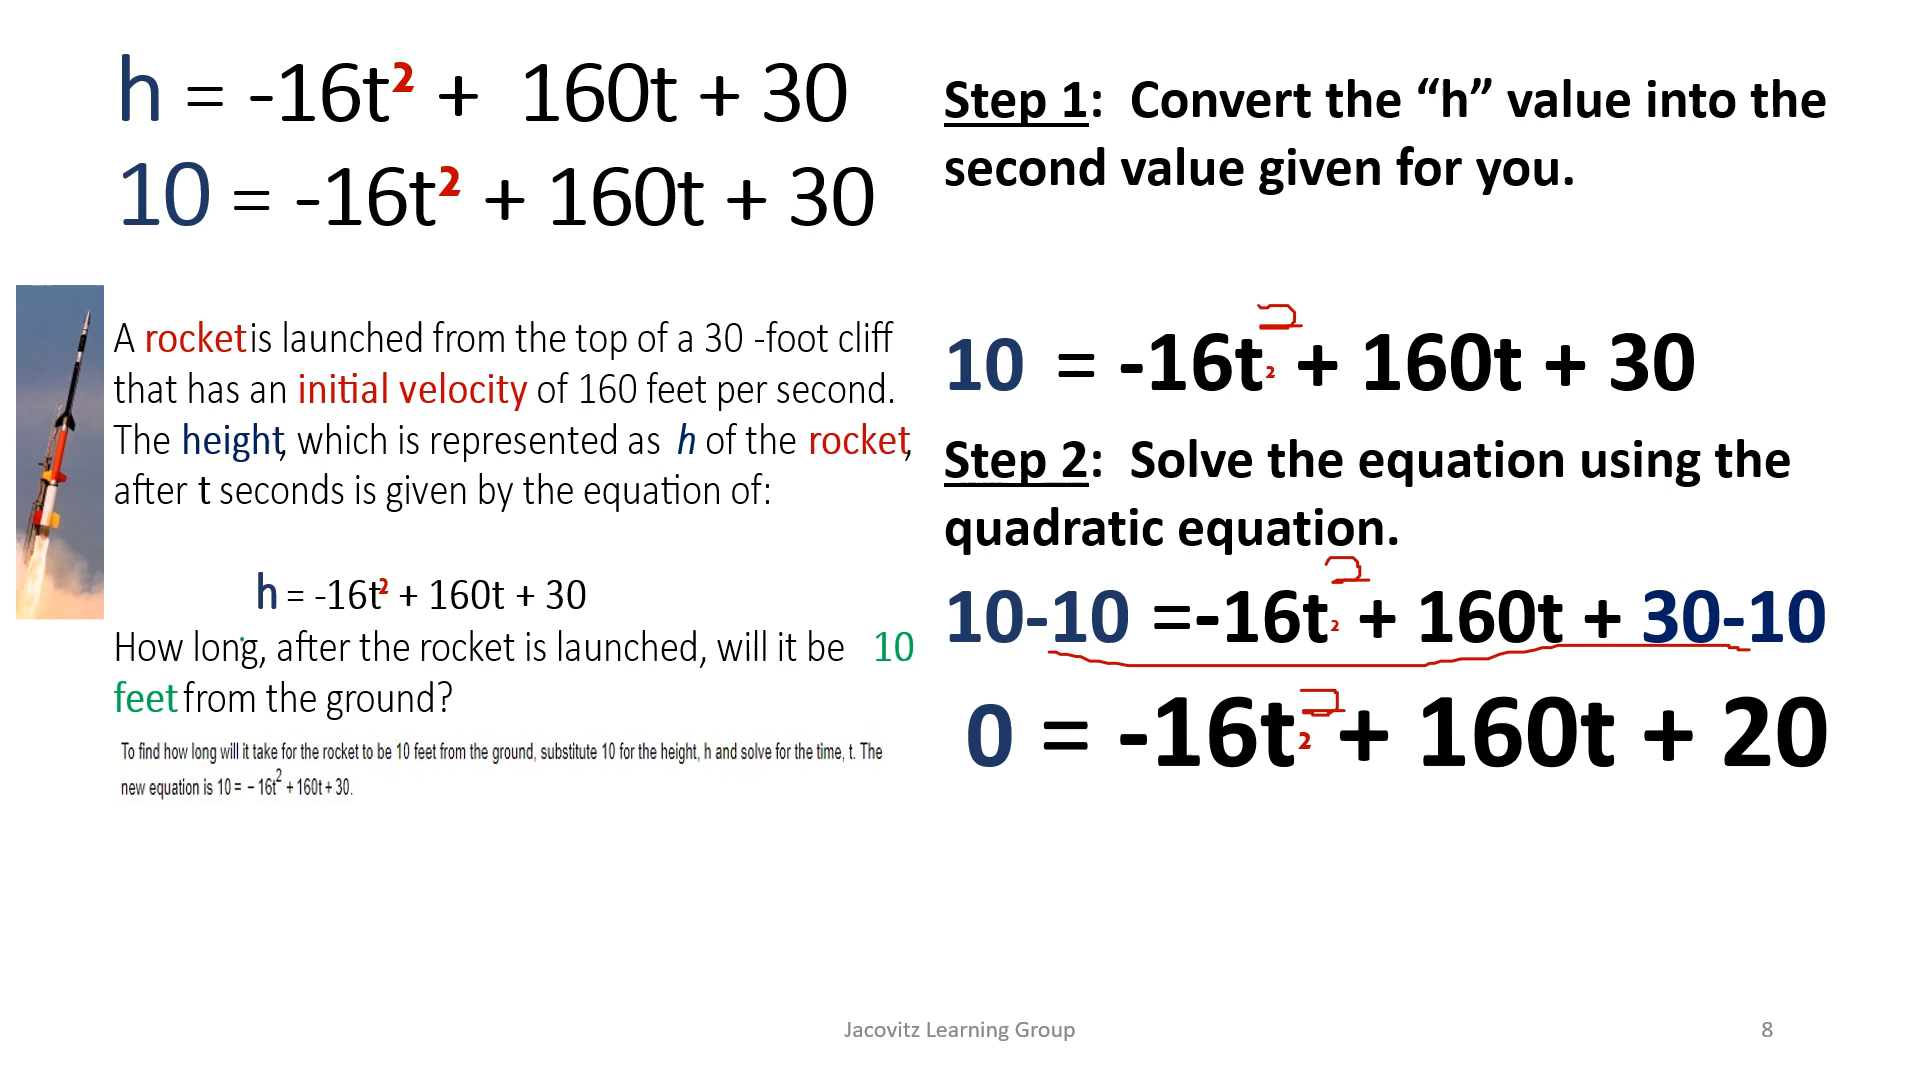 h = -16t² + 160t + 30
10 = -16t² + 160t + 30
A rocket is launched from the top of a 30 -foot cliff
that has an initial velocity of 160 feet per second.
The height, which is represented as h of the rocket,
after t seconds is given by the equation of:
h = -16t² + 160t + 30
How long, after the rocket is launched, will it be 10
feet from the ground?
To find how long will it take for the rocket to be 10 feet from the ground, substitute 10 for the height, h and solve for the time, t. The
new equation is 10 = − 16t² + 160t + 30.
Step 1: Convert the “h” value into the
second value given for you.
2
10 = -16t² + 160t + 30
Step 2: Solve the equation using the
quadratic equation.
2
10-10 =-16t² + 160t + 30-10
2
0 = -16t² + 160t + 20
Jacovitz Learning Group
8